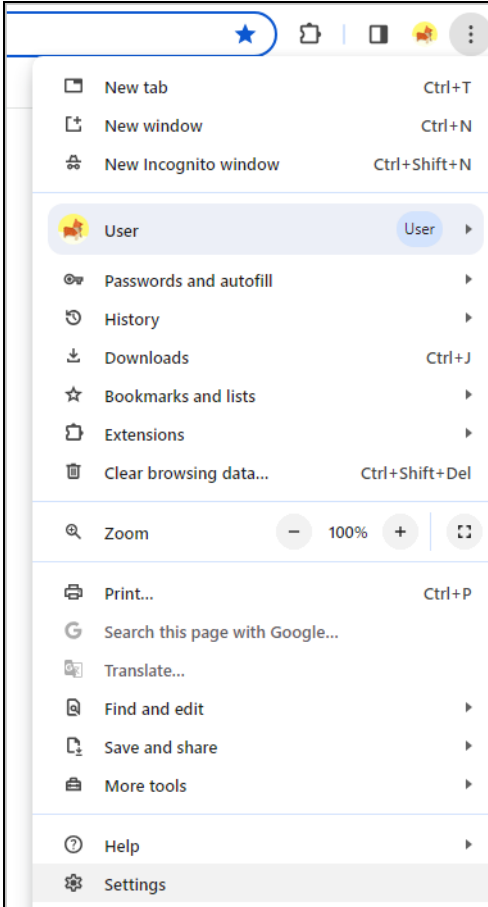 New tab Ctrl+T
New window Ctrl+N
New Incognito window Ctrl+Shift+N
User User
Passwords and autofill
History
Downloads Ctrl+J
Bookmarks and lists
Extensions
Clear browsing data... Ctrl+Shift+Del
Zoom − 100% +
Print... Ctrl+P
Search this page with Google...
Translate...
Find and edit
Save and share
More tools
Help
Settings